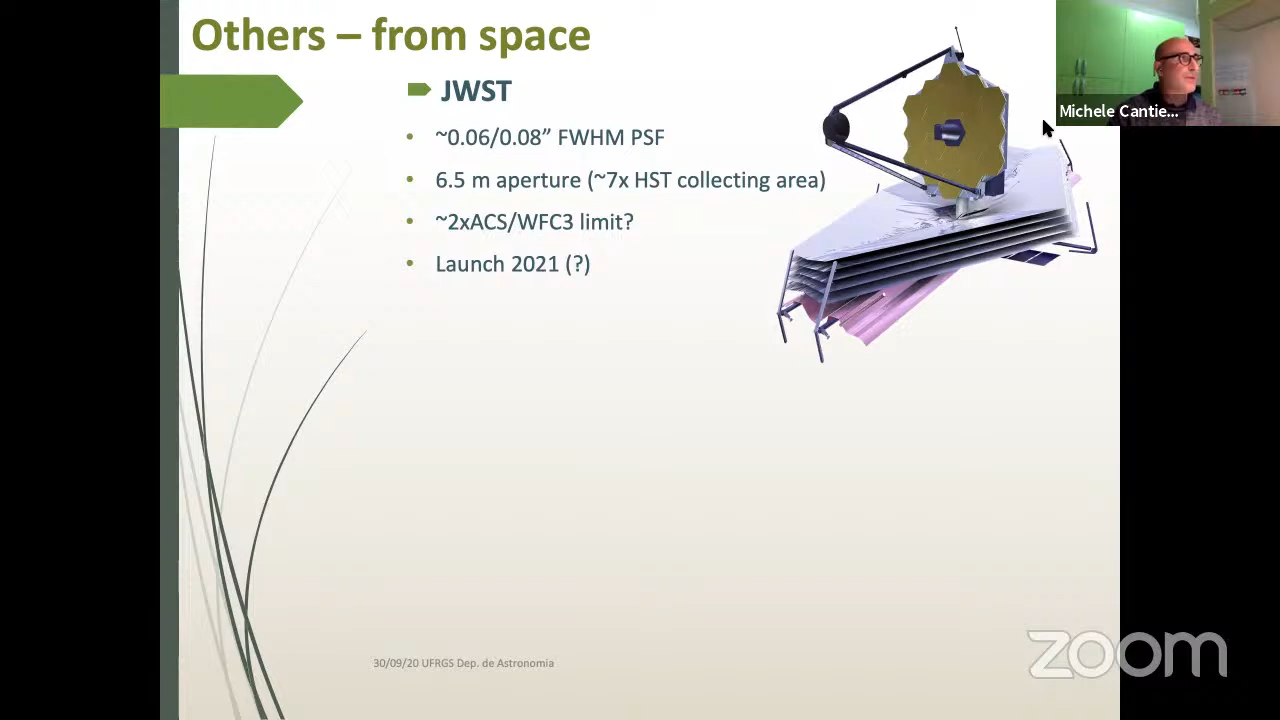 Others – from space
JWST
• ~0.06/0.08” FWHM PSF
• 6.5 m aperture (~7x HST collecting area)
• ~2xACS/WFC3 limit?
• Launch 2021 (?)
Michele Cantie...
30/09/20 UFRGS Dep. de Astronomia
zoom